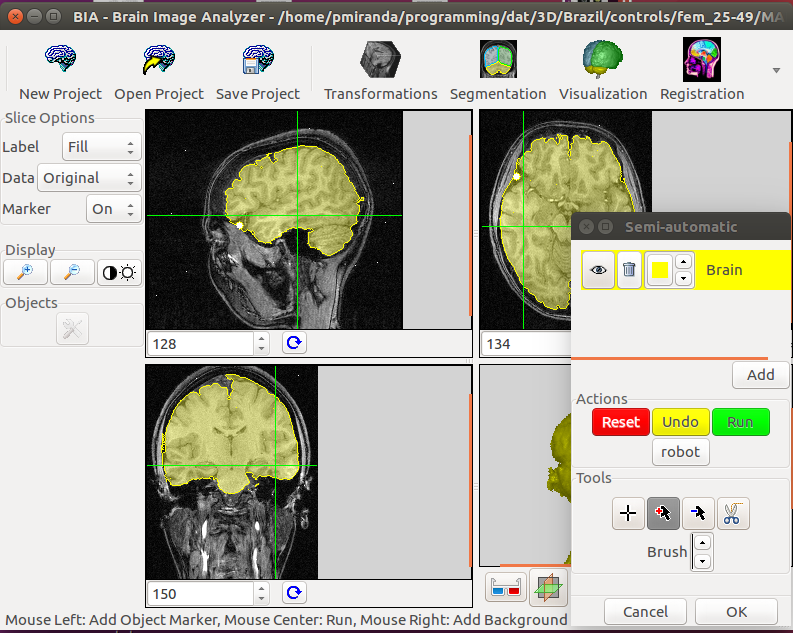 BIA - Brain Image Analyzer - /home/pmiranda/programming/dat/3D/Brazil/controls/fem_25-49/MA
New Project Open Project Save Project Transformations Segmentation Visualization Registration
Slice Options
Label Fill
Data Original
Marker On
Display
Objects
128
134
150
Semi-automatic
Brain
Add
Actions
Reset Undo Run
robot
Tools
Brush
Cancel OK
Mouse Left: Add Object Marker, Mouse Center: Run, Mouse Right: Add Background